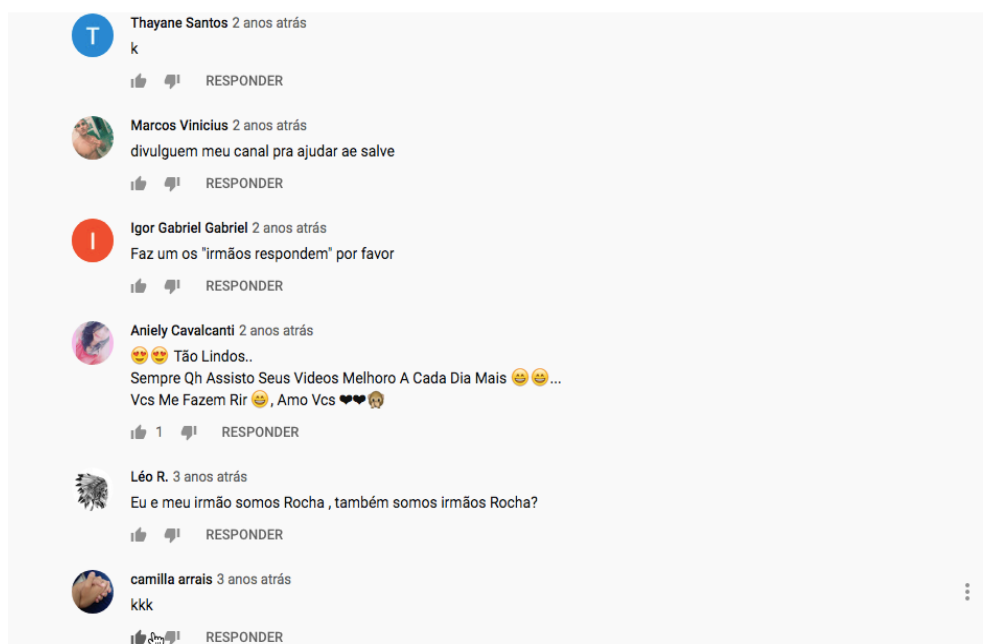 T
Thayane Santos 2 anos atrás
k
RESPONDER
Marcos Vinicius 2 anos atrás
divulguem meu canal pra ajudar ae salve
RESPONDER
I
Igor Gabriel Gabriel 2 anos atrás
Faz um os "irmãos respondem" por favor
RESPONDER
Aniely Cavalcanti 2 anos atrás
😍😍 Tão Lindos..
Sempre Qh Assisto Seus Videos Melhoro A Cada Dia Mais 😄😄...
Vcs Me Fazem Rir 😄, Amo Vcs ❤❤🙊
1 RESPONDER
Léo R. 3 anos atrás
Eu e meu irmão somos Rocha , também somos irmãos Rocha?
RESPONDER
camilla arrais 3 anos atrás
kkk
RESPONDER